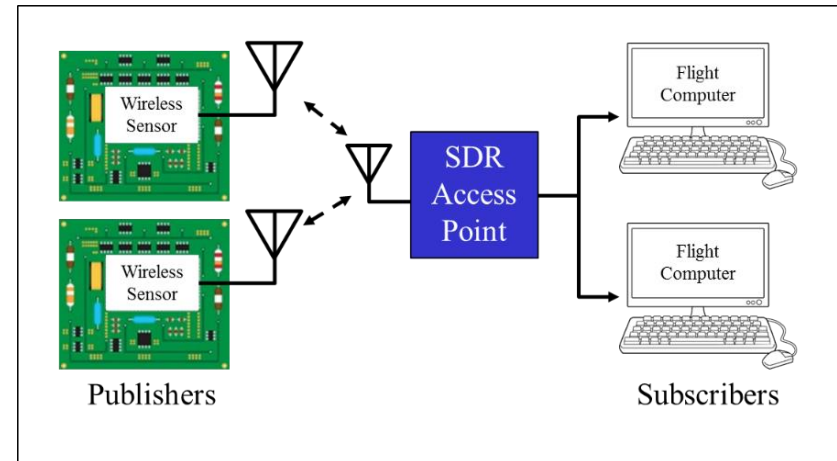 Wireless
Sensor
Wireless
Sensor
Publishers
SDR
Access
Point
Flight
Computer
Flight
Computer
Subscribers